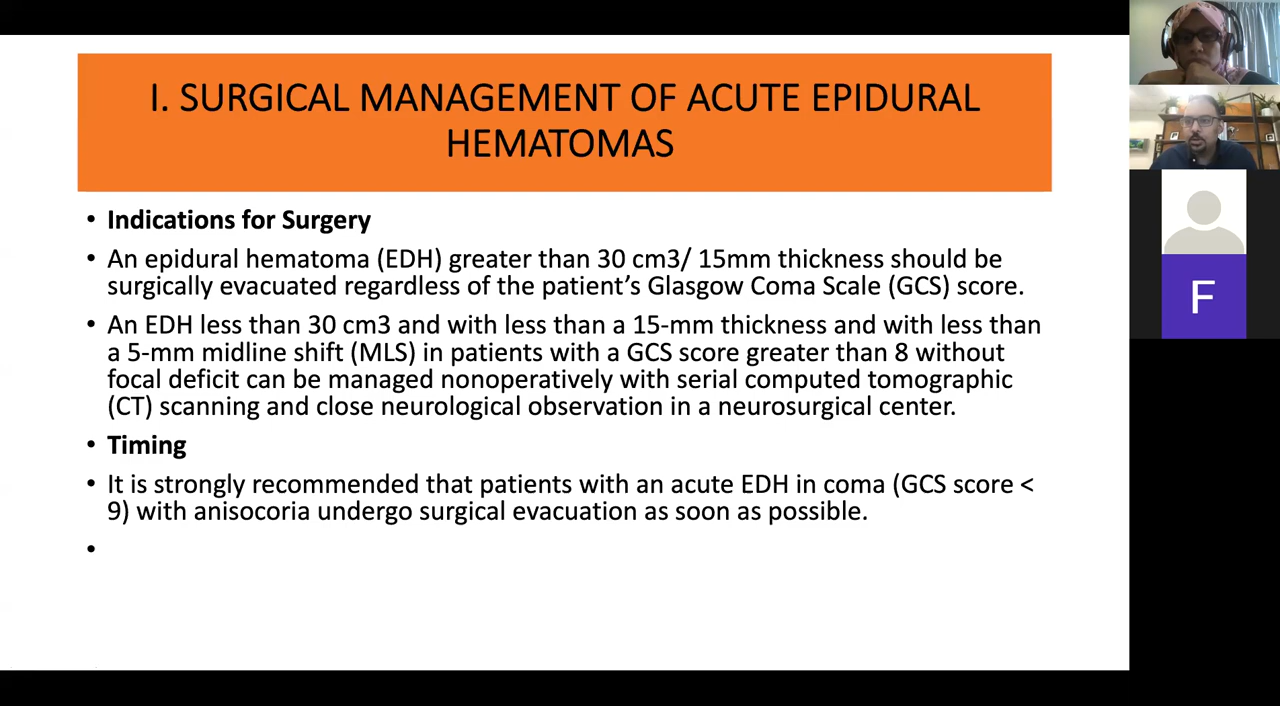 I. SURGICAL MANAGEMENT OF ACUTE EPIDURAL
HEMATOMAS
• Indications for Surgery
• An epidural hematoma (EDH) greater than 30 cm3/ 15mm thickness should be
surgically evacuated regardless of the patient’s Glasgow Coma Scale (GCS) score.
• An EDH less than 30 cm3 and with less than a 15-mm thickness and with less than
a 5-mm midline shift (MLS) in patients with a GCS score greater than 8 without
focal deficit can be managed nonoperatively with serial computed tomographic
(CT) scanning and close neurological observation in a neurosurgical center.
• Timing
• It is strongly recommended that patients with an acute EDH in coma (GCS score <
9) with anisocoria undergo surgical evacuation as soon as possible.
•
F